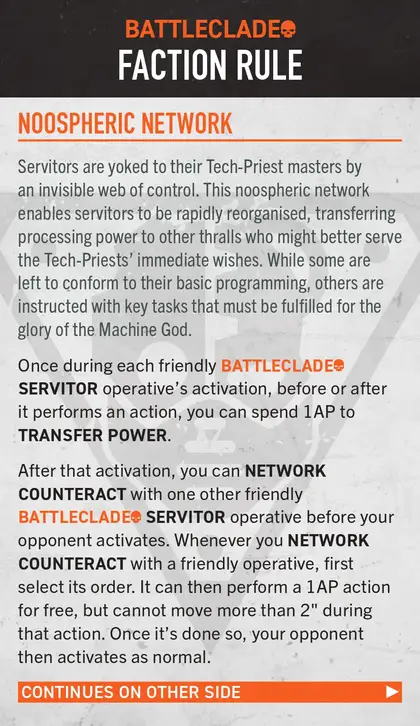 BATTLECLADE
FACTION RULE
NOOSPHERIC NETWORK
Servitors are yoked to their Tech-Priest masters by
an invisible web of control. This noospheric network
enables servitors to be rapidly reorganised, transferring
processing power to other thralls who might better serve
the Tech-Priests' immediate wishes. While some are
left to conform to their basic programming, others are
instructed with key tasks that must be fulfilled for the
glory of the Machine God.
Once during each friendly BATTLECLADE
SERVITOR operative's activation, before or after
it performs an action, you can spend 1AP to
TRANSFER POWER.
After that activation, you can NETWORK
COUNTERACT with one other friendly
BATTLECLADE SERVITOR operative before your
opponent activates. Whenever you NETWORK
COUNTERACT with a friendly operative, first
select its order. It can then perform a 1AP action
for free, but cannot move more than 2" during
that action. Once it's done so, your opponent
then activates as normal.
CONTINUES ON OTHER SIDE